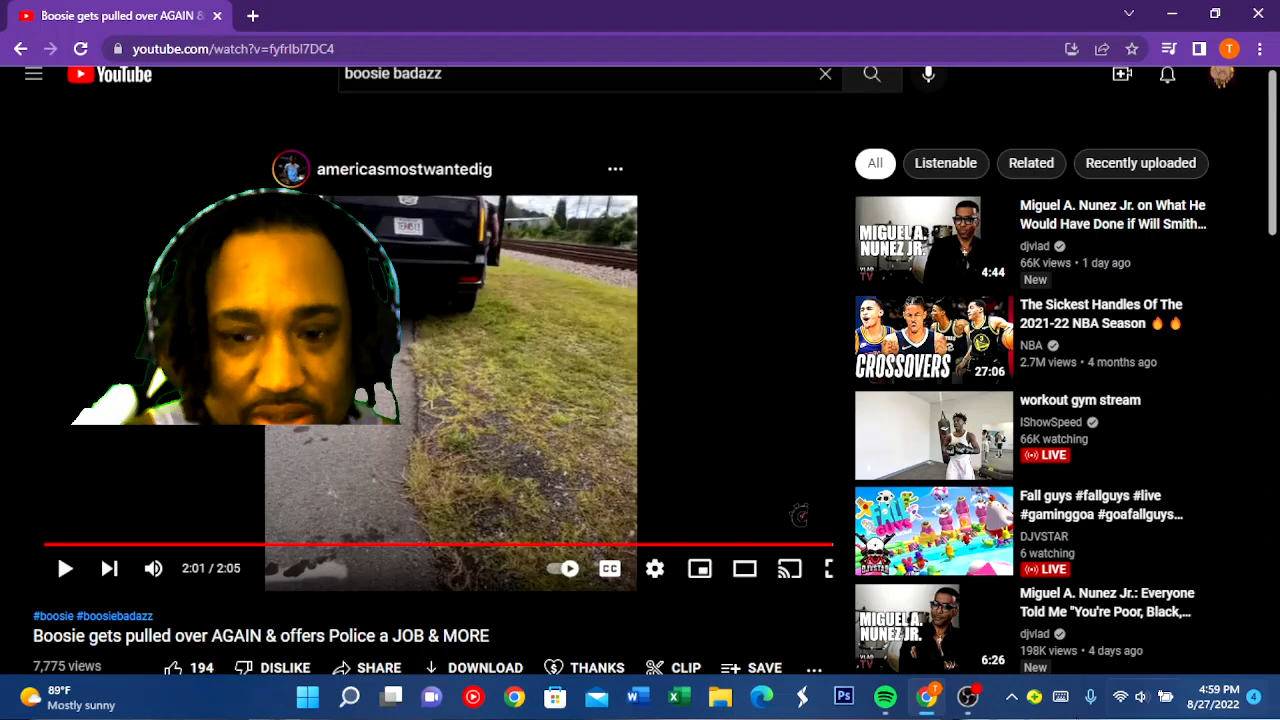 Boosie gets pulled over AGAIN &
youtube.com/watch?v=fyfrIbl7DC4
YouTube
boosie badazz
americasmostwantedig
All
Listenable
Related
Recently uploaded
MIGUEL A.
NUNEZ JR.
4:44
Miguel A. Nunez Jr. on What He
Would Have Done if Will Smith...
djvlad
66K views • 1 day ago
New
CROSSOVERS
27:06
The Sickest Handles Of The
2021-22 NBA Season 🔥🔥
NBA
2.7M views • 4 months ago
workout gym stream
IShowSpeed
66K watching
LIVE
FALL
GUYS
DJVSTAR
Fall guys #fallguys #live
#gaminggoa #goafallguys...
DJVSTAR
6 watching
LIVE
MIGUEL A.
NUNEZ JR.
6:26
Miguel A. Nunez Jr.: Everyone
Told Me "You're Poor, Black,...
djvlad
198K views • 4 days ago
New
2:01 / 2:05
CC
#boosie #boosiebadazz
Boosie gets pulled over AGAIN & offers Police a JOB & MORE
7,775 views
194
DISLIKE
SHARE
DOWNLOAD
THANKS
CLIP
SAVE
89°F
Mostly sunny
4:59 PM
8/27/2022
4